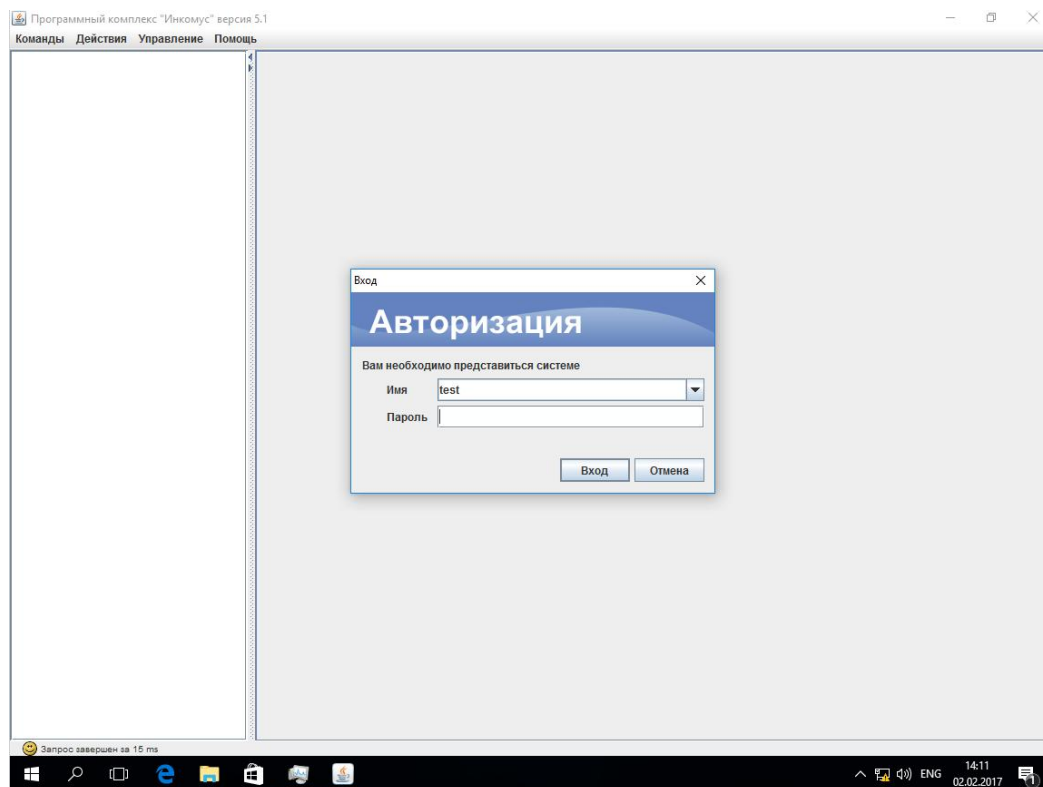 Программный комплекс "Инкомус" версия 5.1
Команды Действия Управление Помощь
Вход
Авторизация
Вам необходимо представиться системе
Имя test
Пароль
Вход Отмена
Запрос завершен за 15 ms
ENG 14:11
02.02.2017
1